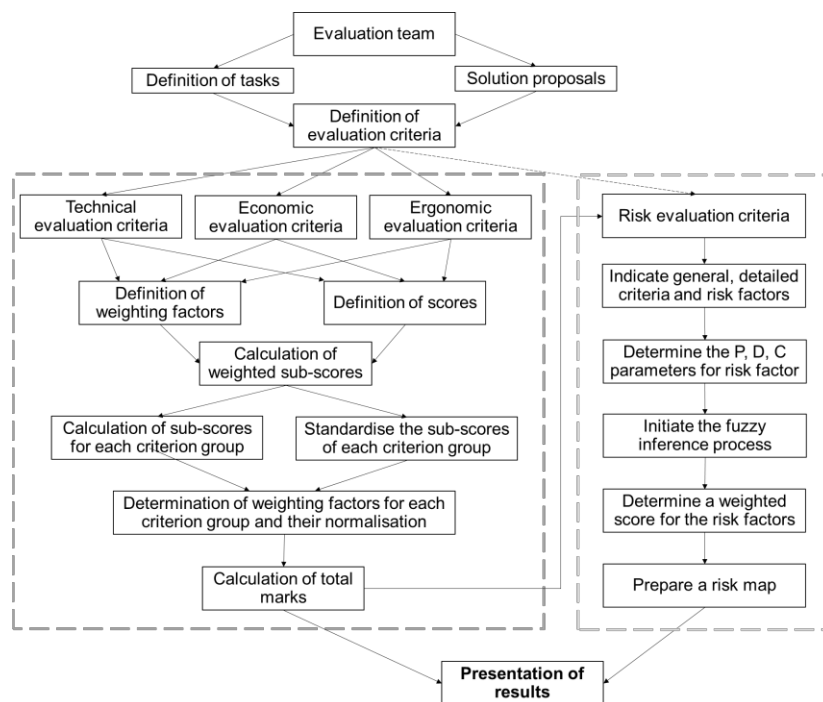 Evaluation team
Definition of tasks
Solution proposals
Definition of
evaluation criteria
Technical
evaluation criteria
Economic
evaluation criteria
Ergonomic
evaluation criteria
Definition of
weighting factors
Definition of scores
Calculation of
weighted sub-scores
Calculation of sub-scores
for each criterion group
Standardise the sub-scores
of each criterion group
Determination of weighting factors for each
criterion group and their normalisation
Calculation of total
marks
Risk evaluation criteria
Indicate general, detailed
criteria and risk factors
Determine the P, D, C
parameters for risk factor
Initiate the fuzzy
inference process
Determine a weighted
score for the risk factors
Prepare a risk map
Presentation of
results